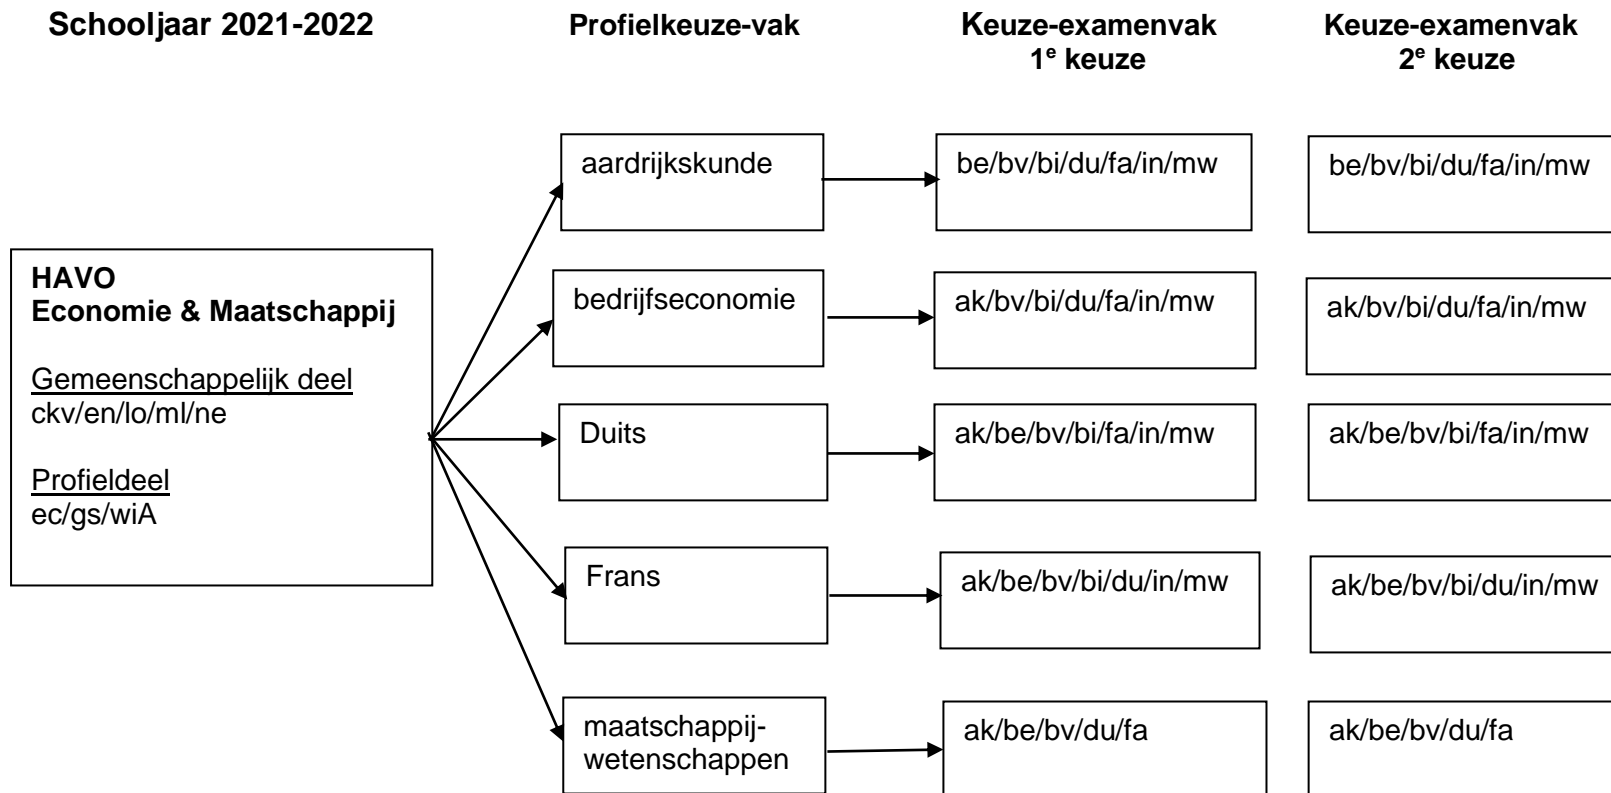 Schooljaar 2021-2022
Profielkeuze-vak
Keuze-examenvak
1e keuze
Keuze-examenvak
2e keuze
HAVO
Economie & Maatschappij
Gemeenschappelijk deel
ckv/en/lo/ml/ne
Profieldeel
ec/gs/wiA
aardrijkskunde
be/bv/bi/du/fa/in/mw
be/bv/bi/du/fa/in/mw
bedrijfseconomie
ak/bv/bi/du/fa/in/mw
ak/bv/bi/du/fa/in/mw
Duits
ak/be/bv/bi/fa/in/mw
ak/be/bv/bi/fa/in/mw
Frans
ak/be/bv/bi/du/in/mw
ak/be/bv/bi/du/in/mw
maatschappij-
wetenschappen
ak/be/bv/du/fa
ak/be/bv/du/fa